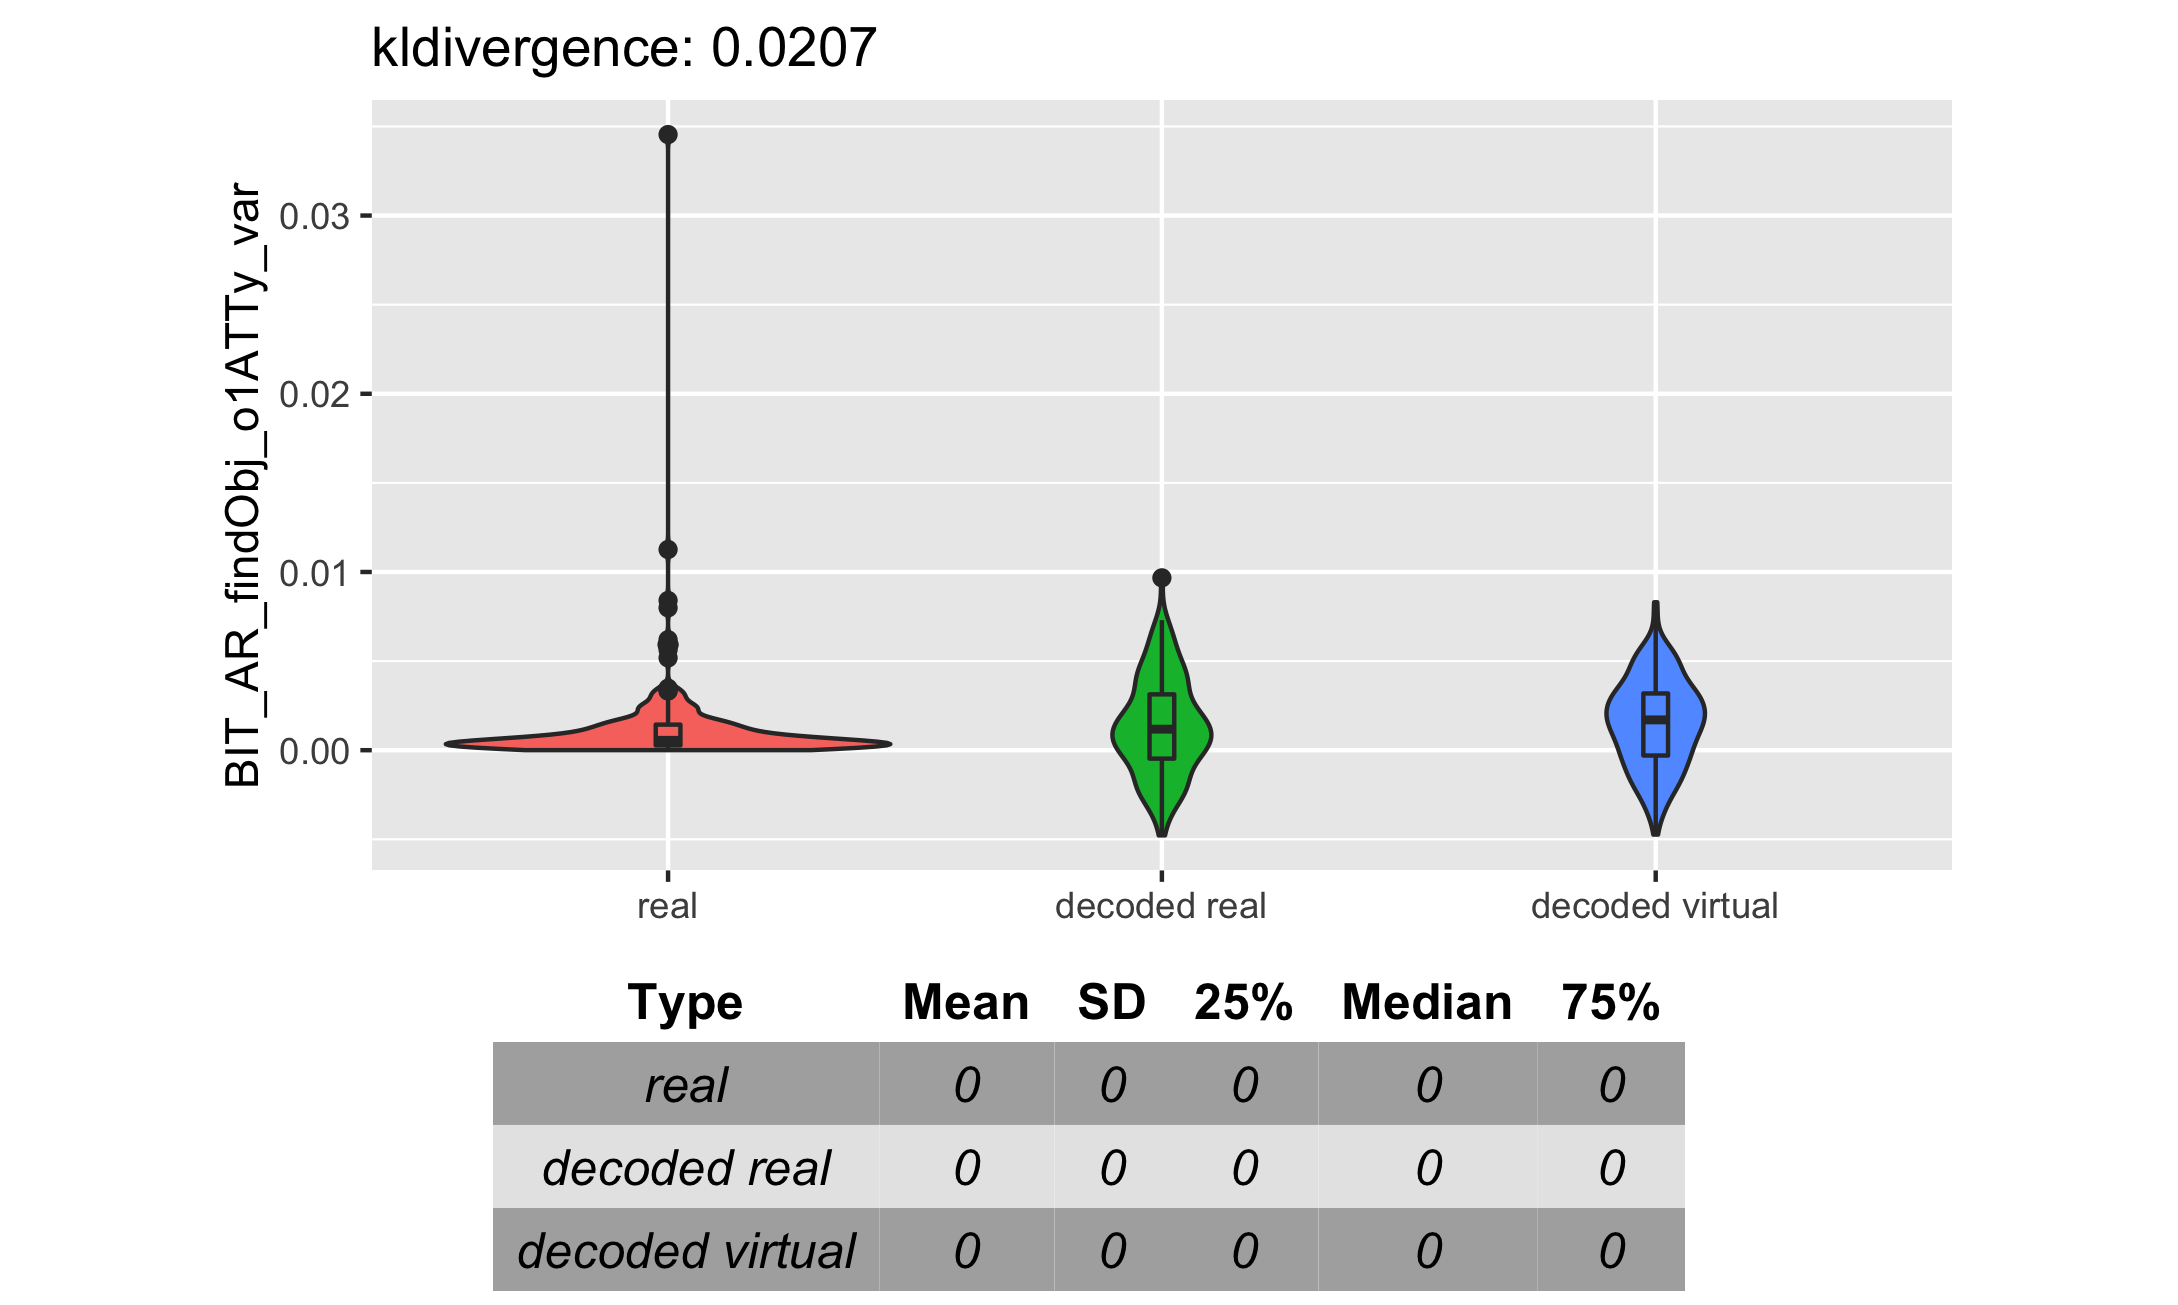 kldivergence: 0.0207
BIT_AR_findObj_o1ATTy_var
0.03
0.02
0.01
0.00
real
decoded real
decoded virtual
Type Mean SD 25% Median 75%
real 0 0 0 0 0
decoded real 0 0 0 0 0
decoded virtual 0 0 0 0 0